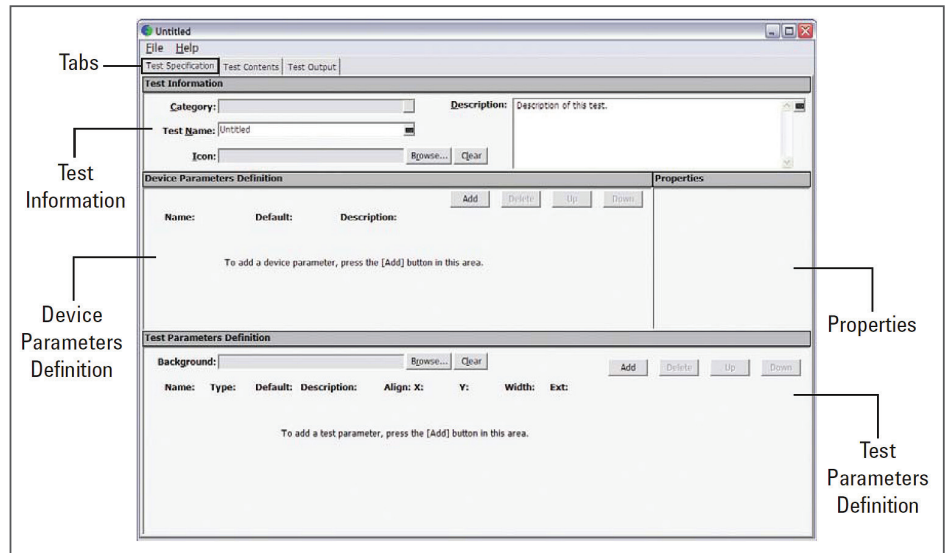 Untitled
File Help
Tabs
Test Specification Test Contents Test Output
Test Information
Category:
Description: Description of this test.
Test Name: Untitled
Icon: Browse... Clear
Test
Information
Device Parameters Definition
Properties
Add Delete Up Down
Name: Default: Description:
To add a device parameter, press the [Add] button in this area.
Device
Parameters
Definition
Properties
Test Parameters Definition
Background: Browse... Clear
Add Delete Up Down
Name: Type: Default: Description: Align: X: Y: Width: Ext:
To add a test parameter, press the [Add] button in this area.
Test
Parameters
Definition